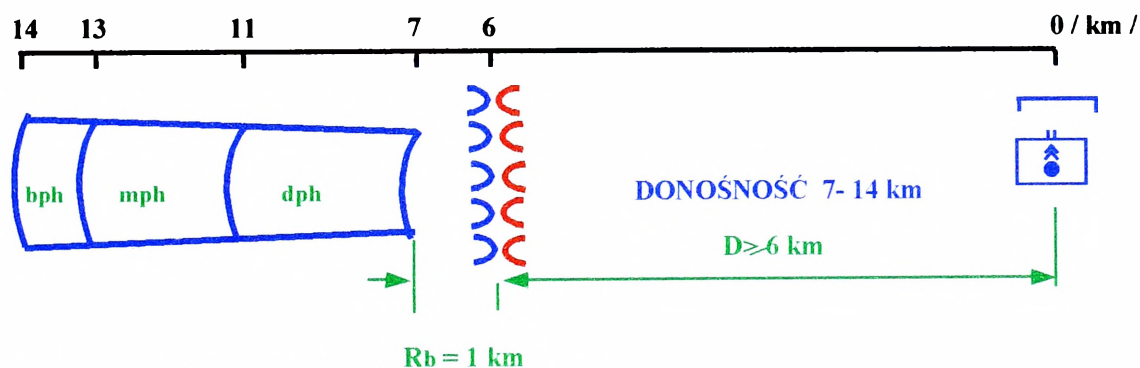 14 13 11 7 6 0 / km /
bph mph dph DONOŚNOŚĆ 7- 14 km
D≯6 km
Rb = 1 km